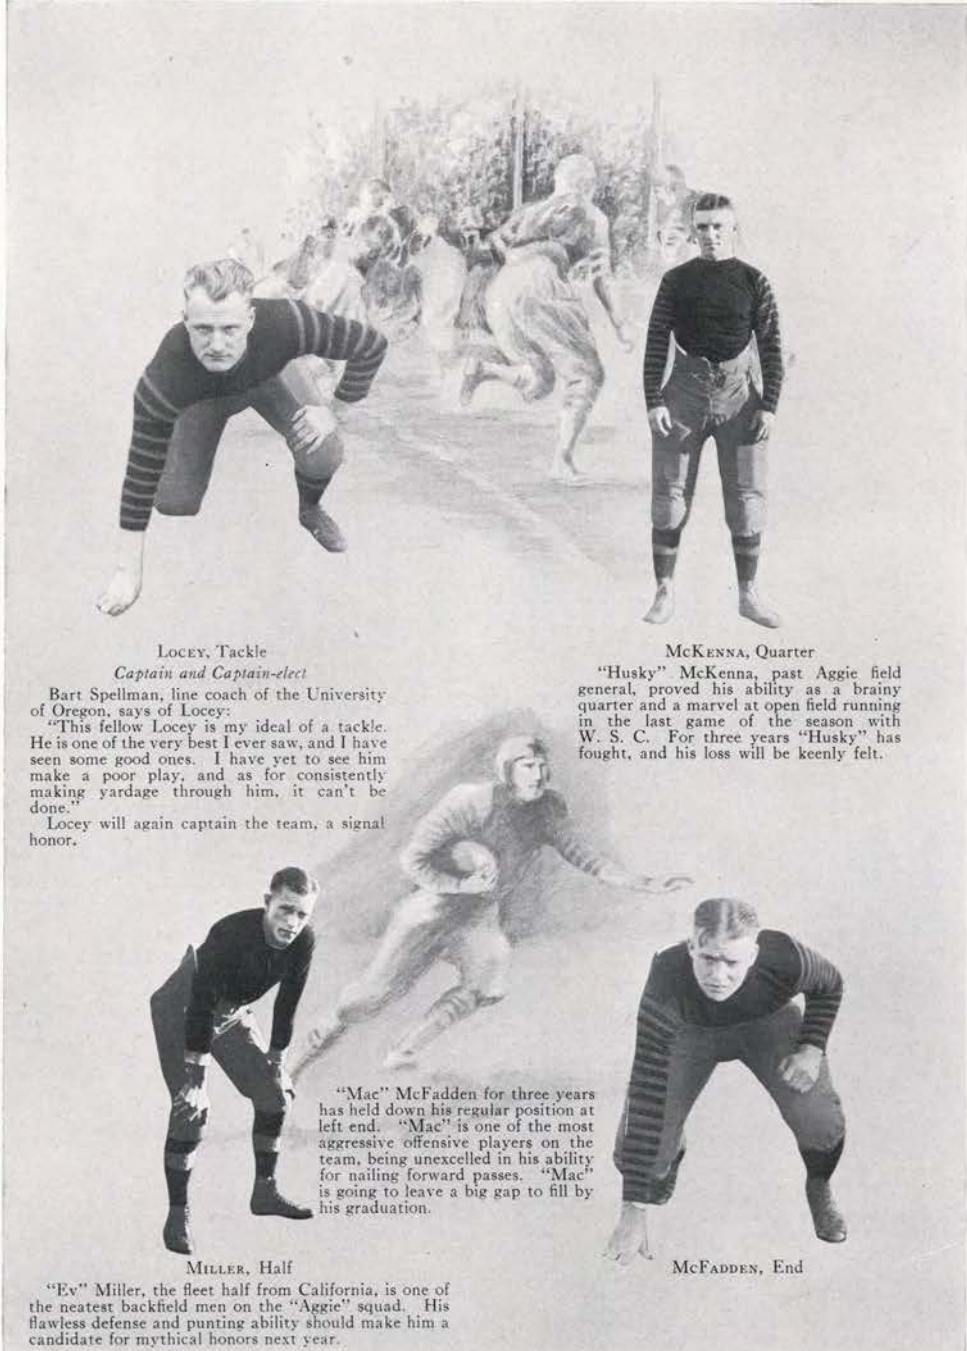 LOCEY, Tackle
Captain and Captain-elect
Bart Spellman, line coach of the University
of Oregon, says of Locey:
"This fellow Locey is my ideal of a tackle.
He is one of the very best I ever saw, and I have
seen some good ones. I have yet to see him
make a poor play, and as for consistently
making yardage through him, it can't be
done."
Locey will again captain the team, a signal
honor.
MCKENNA, Quarter
"Husky" McKenna, past Aggie field
general, proved his ability as a brainy
quarter and a marvel at open field running
in the last game of the season with
W. S. C. For three years "Husky" has
fought, and his loss will be keenly felt.
"Mac" McFadden for three years
has held down his regular position at
left end. "Mac" is one of the most
aggressive offensive players on the
team, being unexcelled in his ability
for nailing forward passes. "Mac"
is going to leave a big gap to fill by
his graduation.
MILLER, Half
"Ev" Miller, the fleet half from California, is one of
the neatest backfield men on the "Aggie" squad. His
flawless defense and punting ability should make him a
candidate for mythical honors next year.
MCFADDEN, End